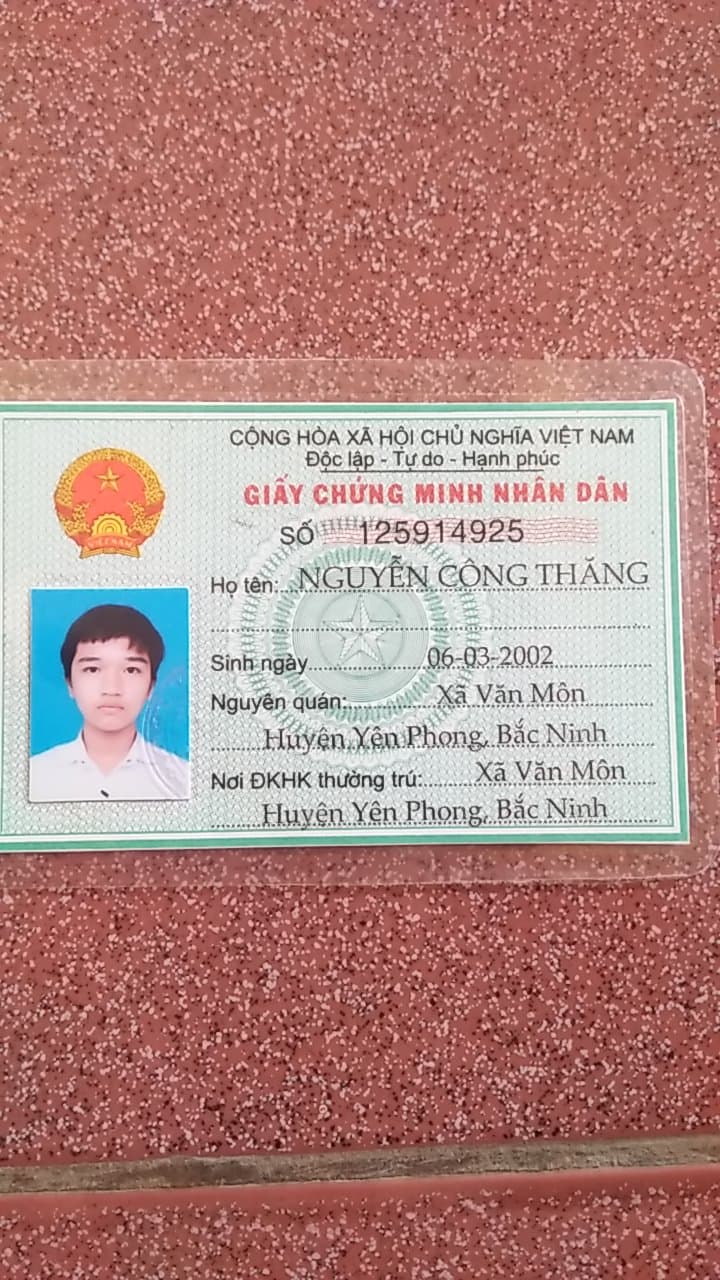 CỘNG HÒA XÃ HỘI CHỦ NGHĨA VIỆT NAM
Độc lập - Tự do - Hạnh phúc
GIẤY CHỨNG MINH NHÂN DÂN
SỐ 125914925
Họ tên: NGUYỄN CÔNG THĂNG
Sinh ngày 06-03-2002
Nguyên quán: Xã Văn Môn
Huyện Yên Phong, Bắc Ninh
Nơi ĐKHK thường trú: Xã Văn Môn
Huyện Yên Phong, Bắc Ninh
VIỆT NAM